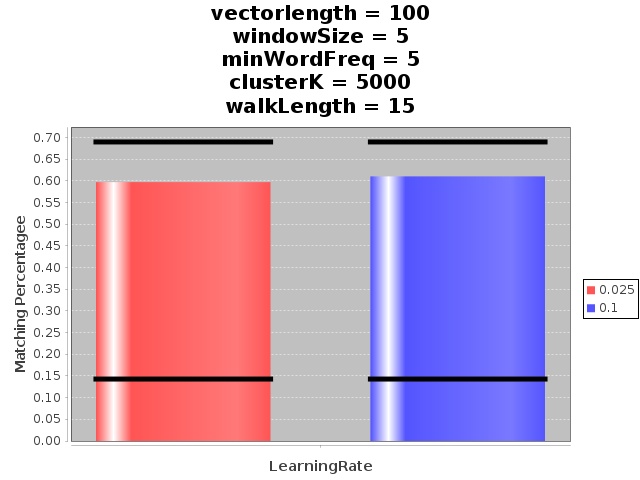 vectorlength = 100
windowSize = 5
minWordFreq = 5
clusterK = 5000
walkLength = 15
0.70
0.65
0.60
0.55
0.50
0.45
0.40
0.35
0.30
0.25
0.20
0.15
0.10
0.05
0.00
Matching Percentagee
LearningRate
0.025
0.1